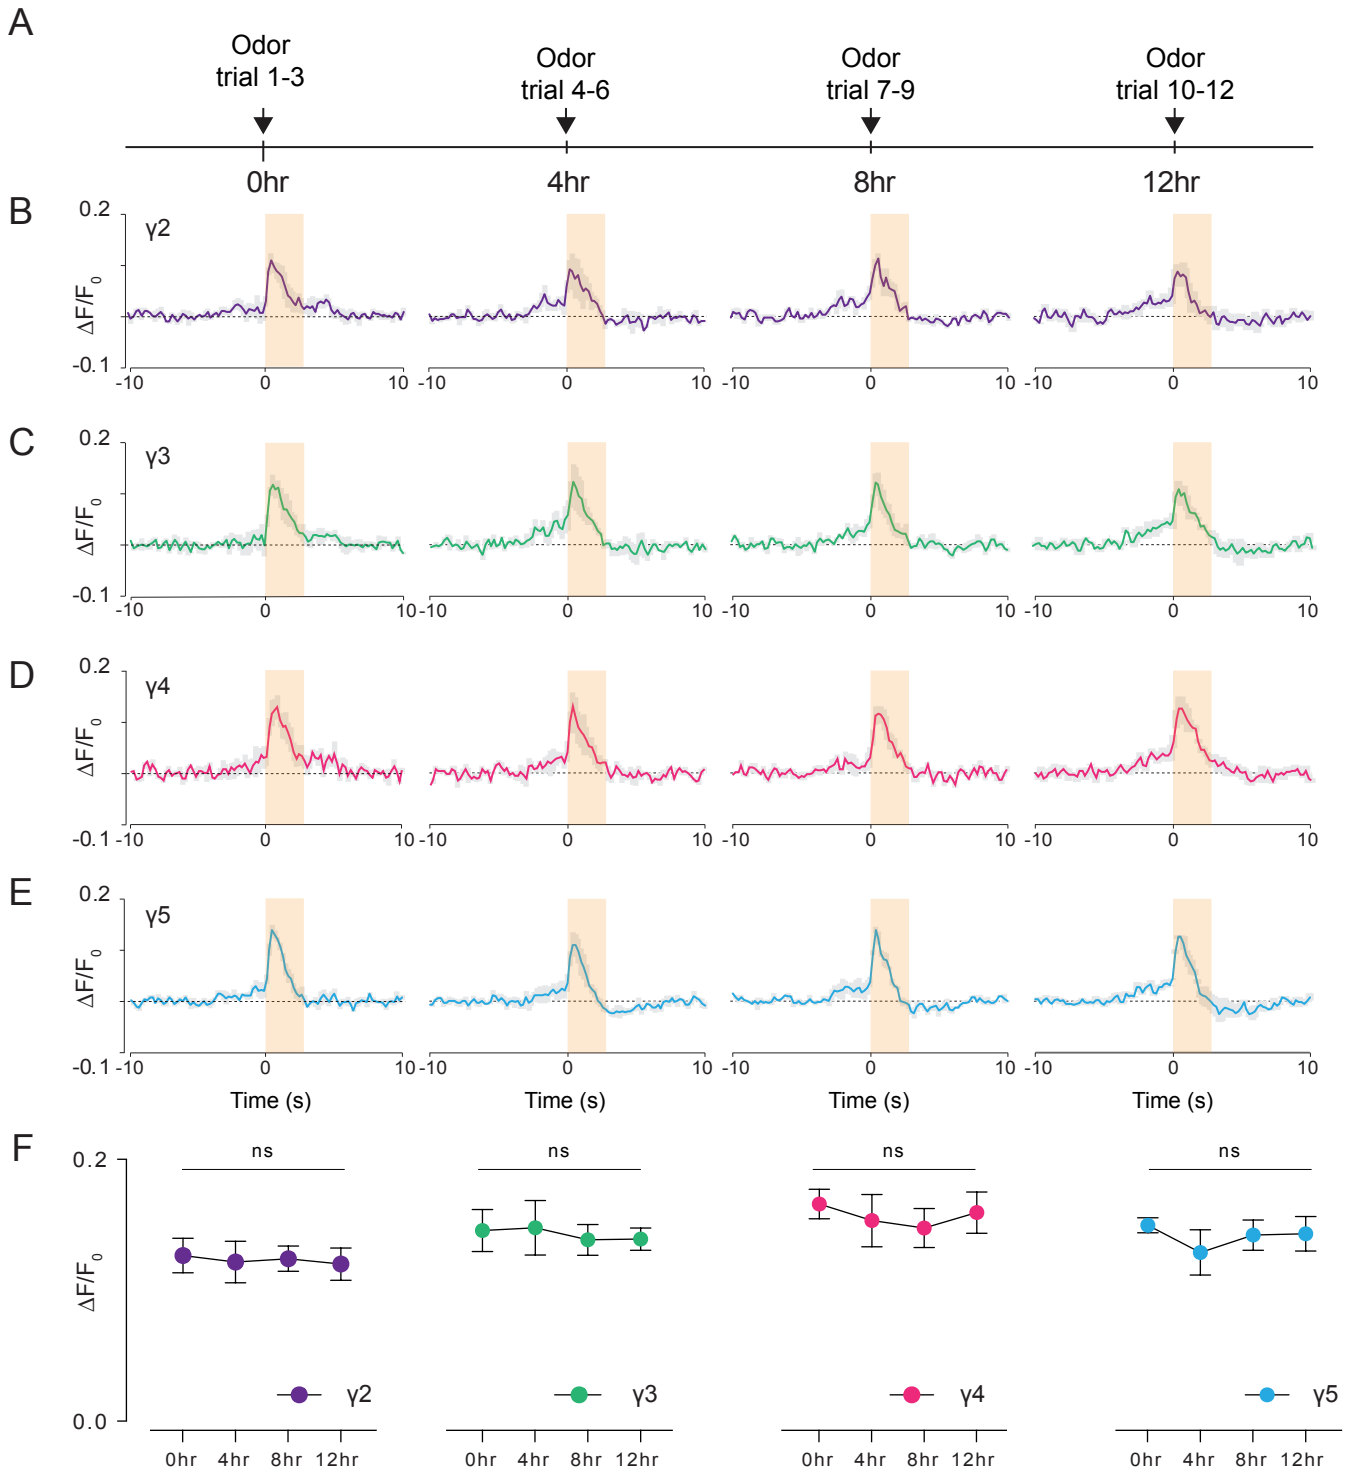 A
Odor
trial 1-3
Odor
trial 4-6
Odor
trial 7-9
Odor
trial 10-12
0hr
4hr
8hr
12hr
B
γ2
0.2
ΔF/F0
-0.1
-10 0 10
-10 0 10
-10 0 10
-10 0 10
C
γ3
0.2
ΔF/F0
-0.1
-10 0 10
-10 0 10
-10 0 10
-10 0 10
D
γ4
0.2
ΔF/F0
-0.1
-10 0 10
-10 0 10
-10 0 10
-10 0 10
E
γ5
0.2
ΔF/F0
-0.1
-10 0 10
-10 0 10
-10 0 10
-10 0 10
Time (s)
Time (s)
Time (s)
Time (s)
F
0.2
ΔF/F0
0.0
ns
ns
ns
ns
γ2
γ3
γ4
γ5
0hr 4hr 8hr 12hr
0hr 4hr 8hr 12hr
0hr 4hr 8hr 12hr
0hr 4hr 8hr 12hr